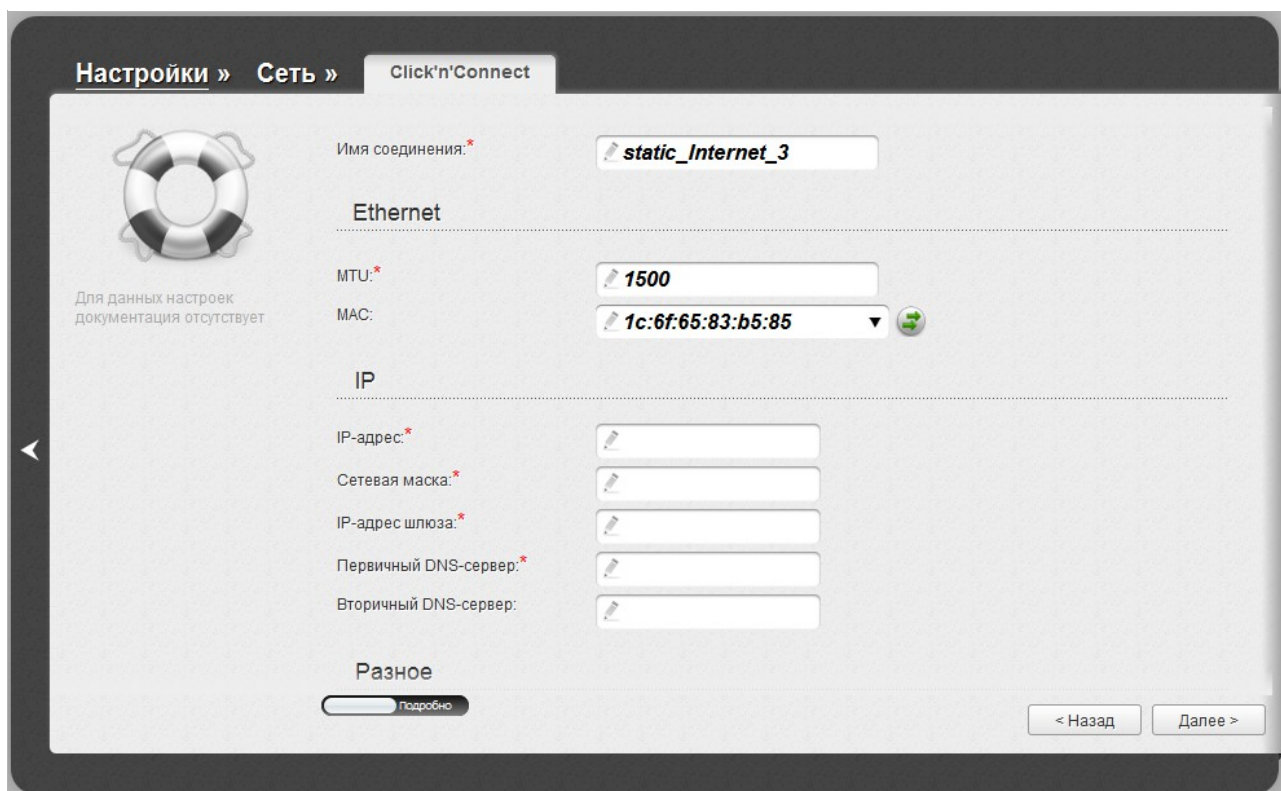 Настройки » Сеть » Click'n'Connect
Для данных настроек
документация отсутствует
Имя соединения:* static_Internet_3
Ethernet
MTU:* 1500
MAC: 1c:6f:65:83:b5:85
IP
IP-адрес:*
Сетевая маска:*
IP-адрес шлюза:*
Первичный DNS-сервер:*
Вторичный DNS-сервер:
Разное
Подробно
< Назад Далее >